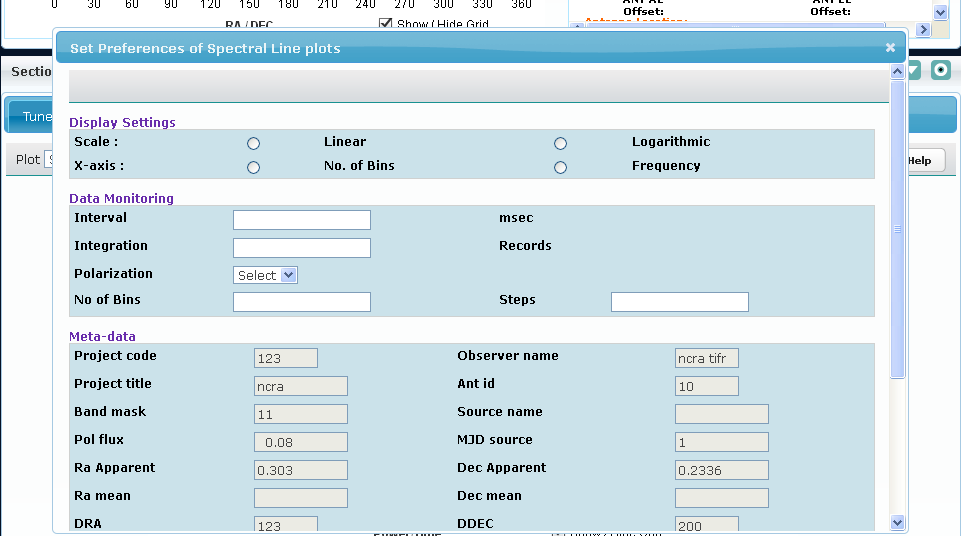 0 30 60 90 120 150 180 210 240 270 300 330 360
RA / DEC
Show / Hide Grid
Offset: Offset:
Antenna Location:
Set Preferences of Spectral Line plots
Sectio
Tune
Plot
Help
Display Settings
Scale : Linear Logarithmic
X-axis : No. of Bins Frequency
Data Monitoring
Interval msec
Integration Records
Polarization Select
No of Bins Steps
Meta-data
Project code 123 Observer name ncra tifr
Project title ncra Ant id 10
Band mask 11 Source name
Pol flux 0.08 MJD source 1
Ra Apparent 0.303 Dec Apparent 0.2336
Ra mean Dec mean
DRA 123 DDEC 200